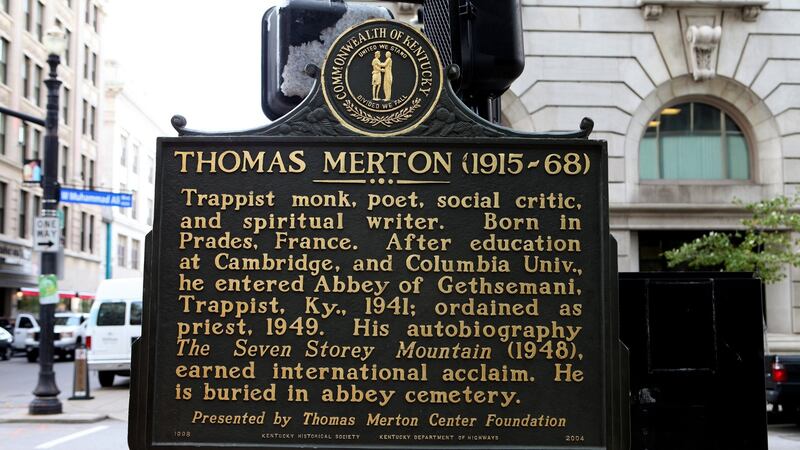 COMMONWEALTH OF KENTUCKY
UNITED WE STAND
DIVIDED WE FALL
THOMAS MERTON (1915-68)
Trappist monk, poet, social critic,
and spiritual writer. Born in
Prades, France. After education
at Cambridge, and Columbia Univ.,
he entered Abbey of Gethsemani,
Trappist, Ky., 1941; ordained as
priest, 1949. His autobiography
The Seven Storey Mountain (1948),
earned international acclaim. He
is buried in abbey cemetery.
Presented by Thomas Merton Center Foundation
1998 KENTUCKY HISTORICAL SOCIETY KENTUCKY DEPARTMENT OF HIGHWAYS 2004
W Muhammad Ali
ONE WAY